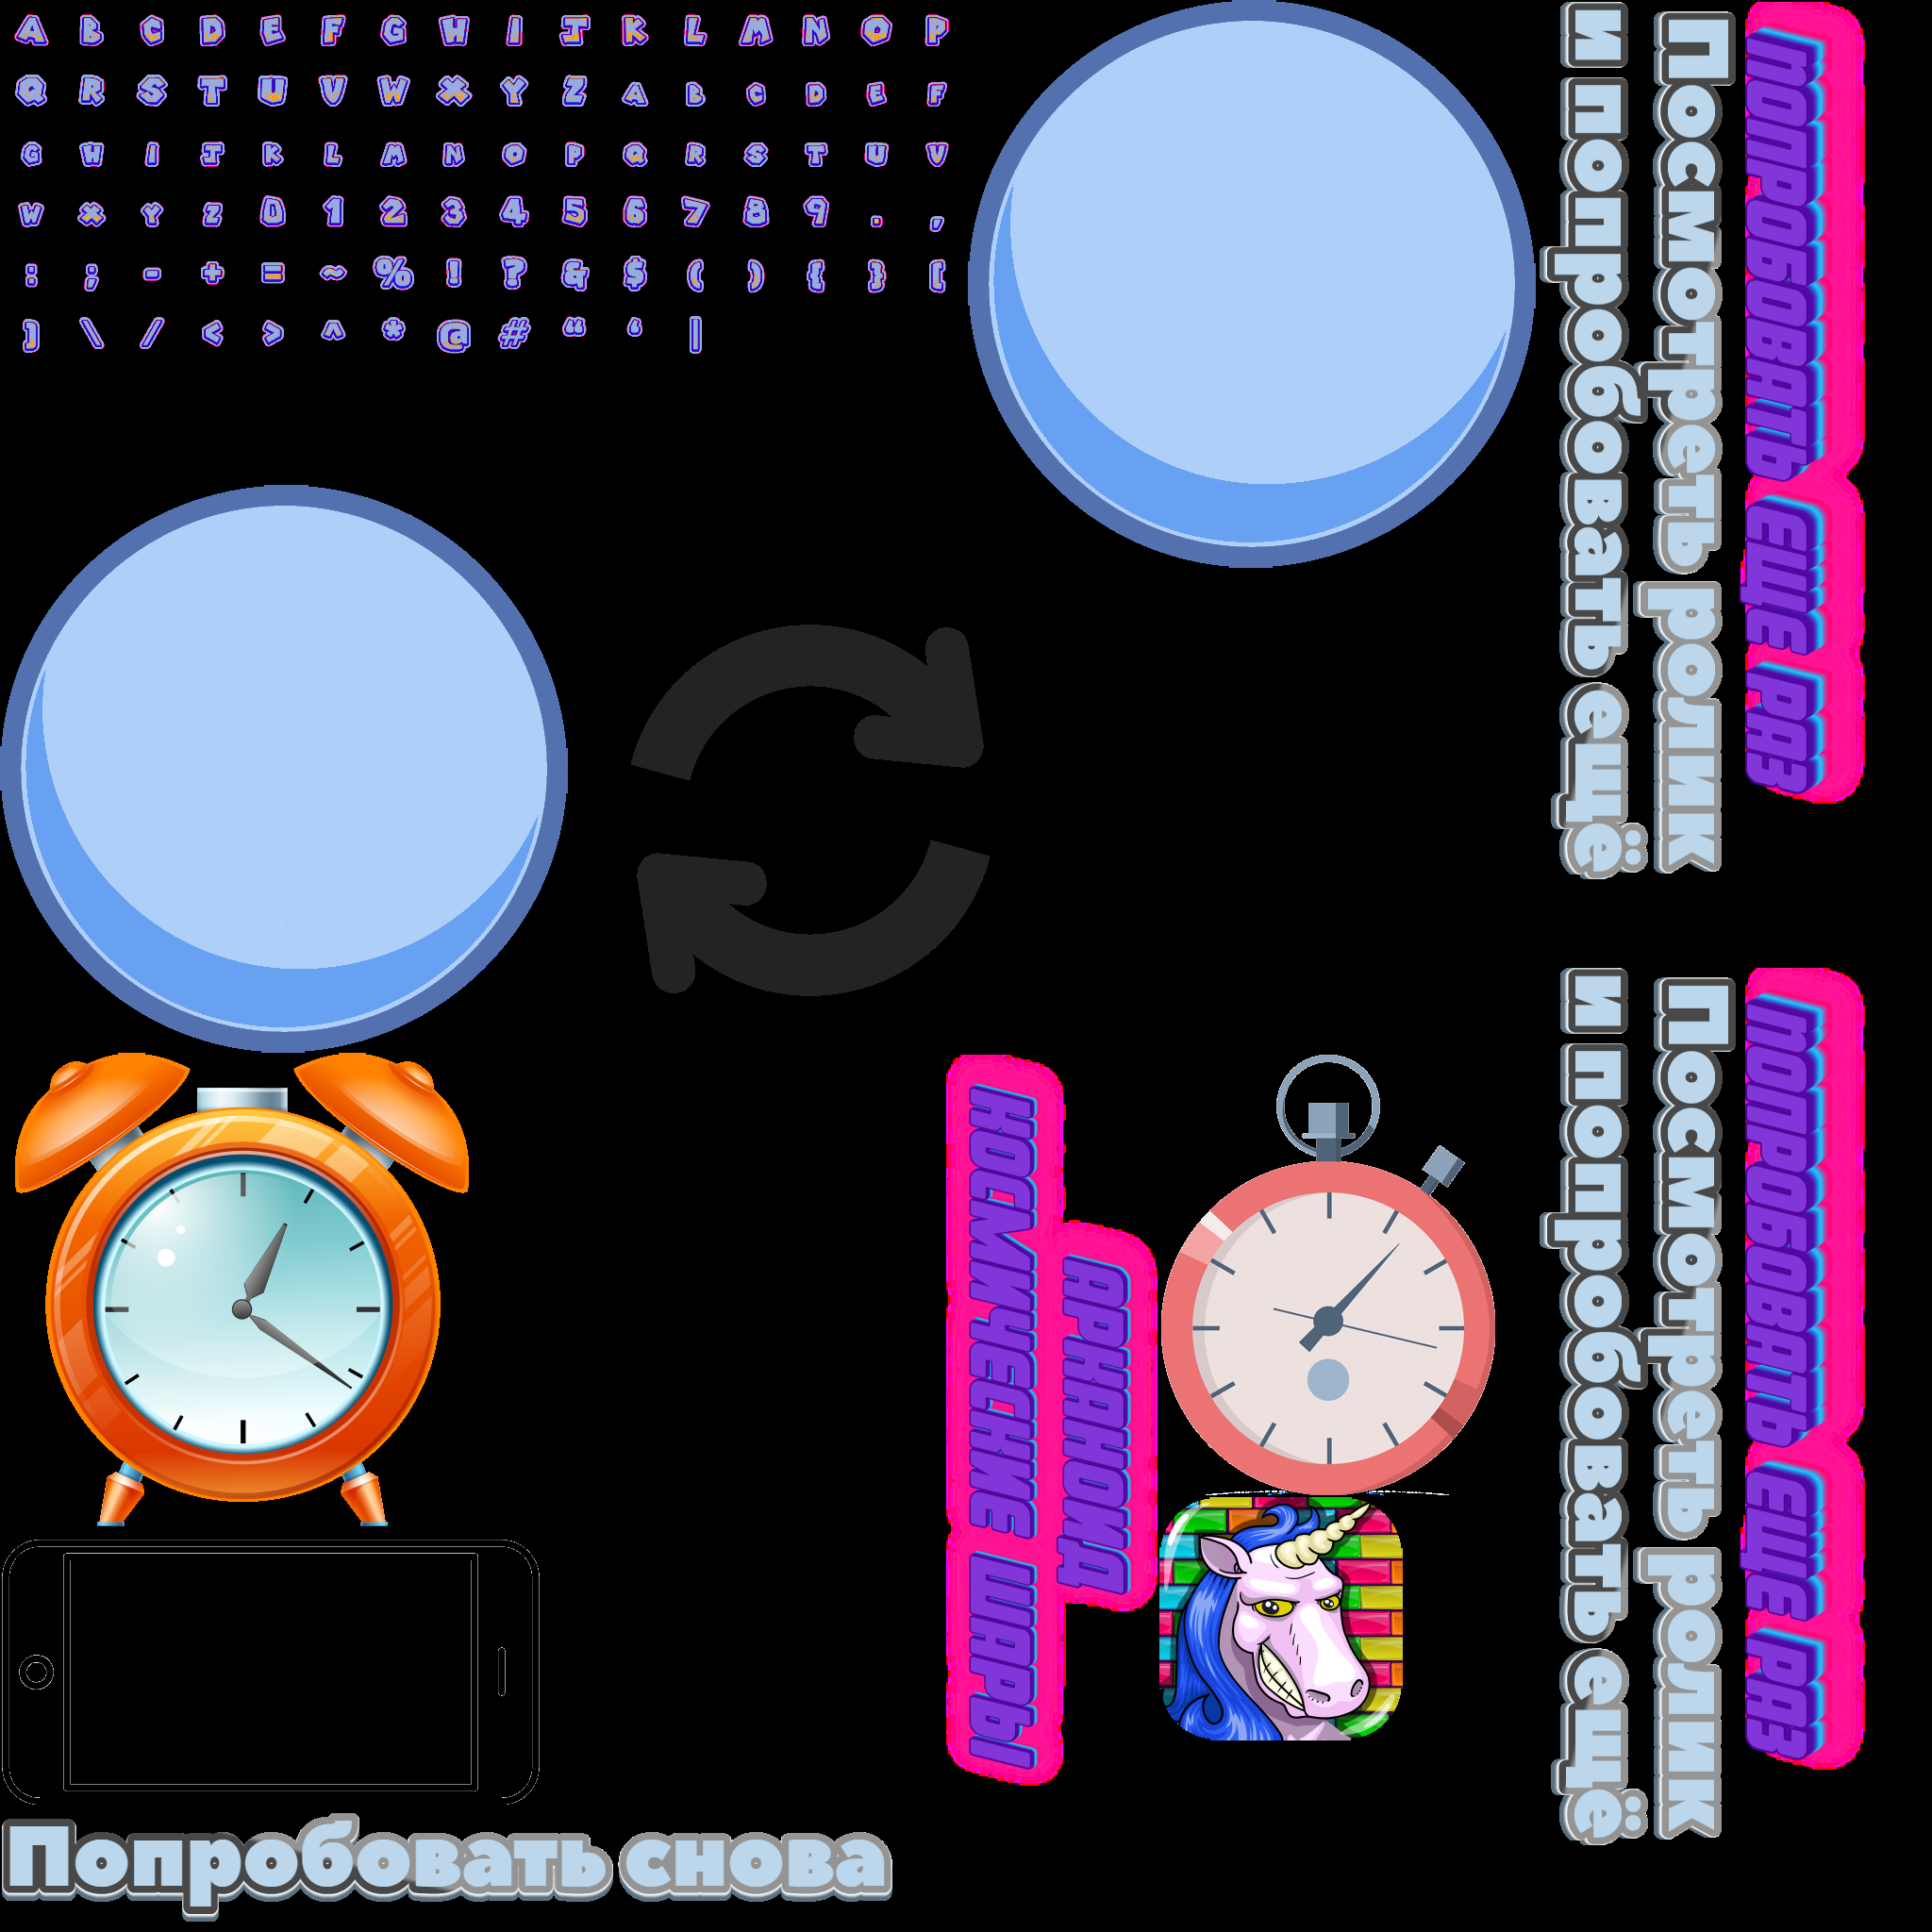 A B C D E F G H I J K L M N O P
Q R S T U V W X Y Z A B C D E F
G H I J K L M N O P Q R S T U V
W X Y Z 0 1 2 3 4 5 6 7 8 9 . ,
: ; - + = ~ % ! ? & $ ( ) { } [
] \ / < > ^ * @ # “ ‘ |
Посмотреть ролик
и попробовать ещё
ПОПРОБОВАТЬ ЕЩЕ РАЗ
АРКАНОИД
КОСМИЧЕСКИЕ ШАРЫ
Посмотреть ролик
и попробовать ещё
ПОПРОБОВАТЬ ЕЩЕ РАЗ
Попробовать снова